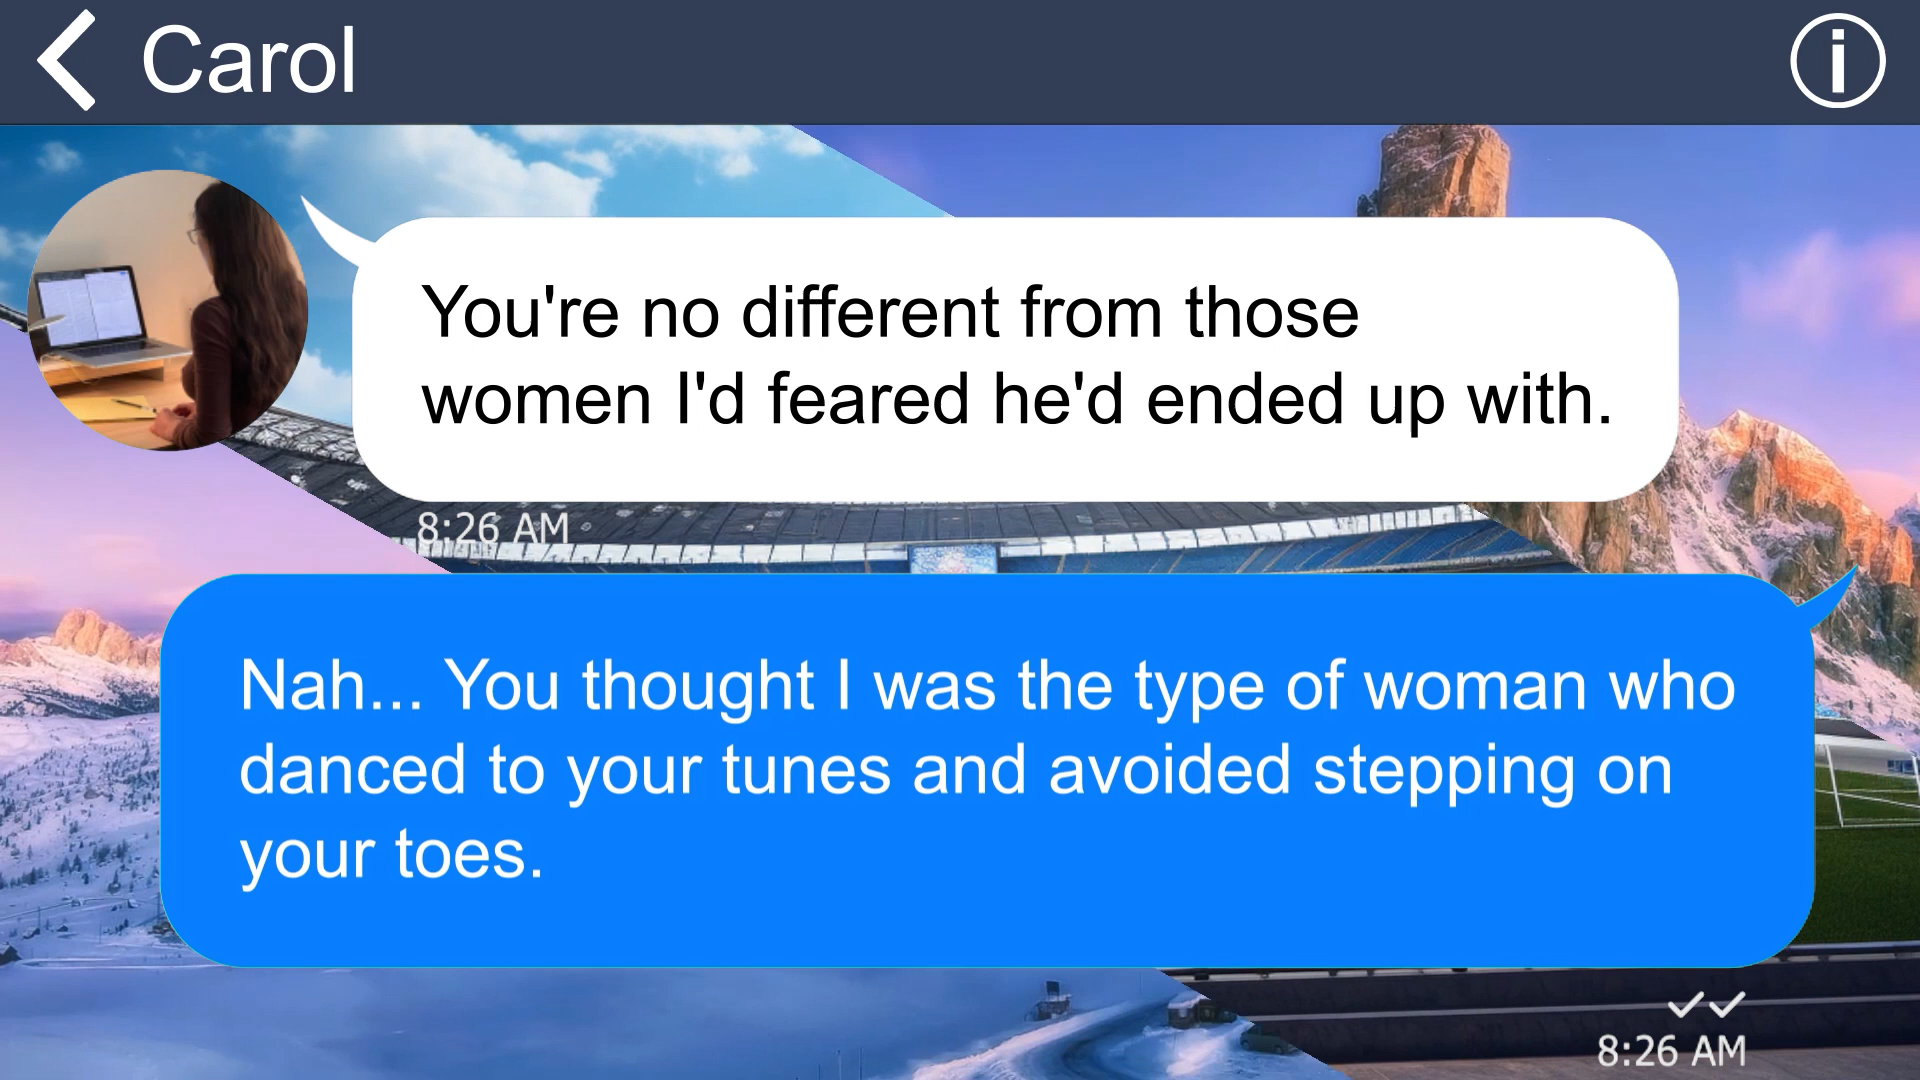 Carol
You're no different from those
women I'd feared he'd ended up with.
8:26 AM
Nah... You thought I was the type of woman who
danced to your tunes and avoided stepping on
your toes.
8:26 AM